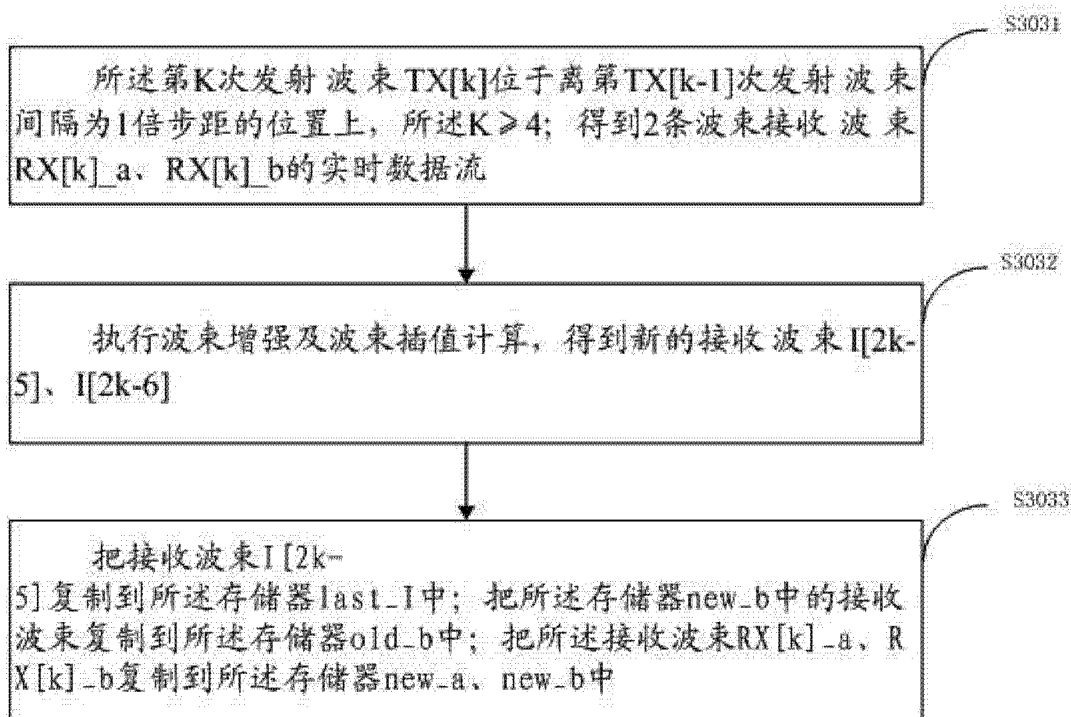 S3031
所述第K次发射波束TX[k]位于离第TX[k-1]次发射波束
间隔为1倍步距的位置上，所述K≥4；得到2条波束接收波束
RX[k]_a、RX[k]_b的实时数据流
S3032
执行波束增强及波束插值计算，得到新的接收波束I[2k-
5]、I[2k-6]
S3033
把接收波束I[2k-
5]复制到所述存储器last_I中；把所述存储器new_b中的接收
波束复制到所述存储器old_b中；把所述接收波束RX[k]_a、R
X[k]_b复制到所述存储器new_a、new_b中